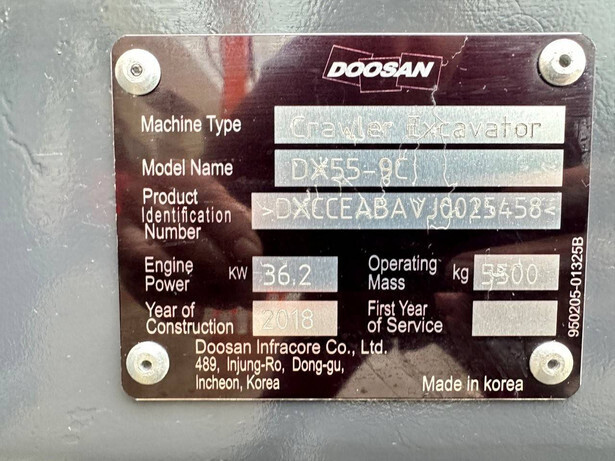 DOOSAN
Machine Type Crawler Excavator
Model Name DX55-9C
Product Identification Number >DXCCEABAVJ0025458<
Engine Power KW 36.2 Operating Mass kg 5500
Year of Construction 2018 First Year of Service
Doosan Infracore Co., Ltd.
489, Injung-Ro, Dong-gu,
Incheon, Korea
Made in korea
950205-01325B